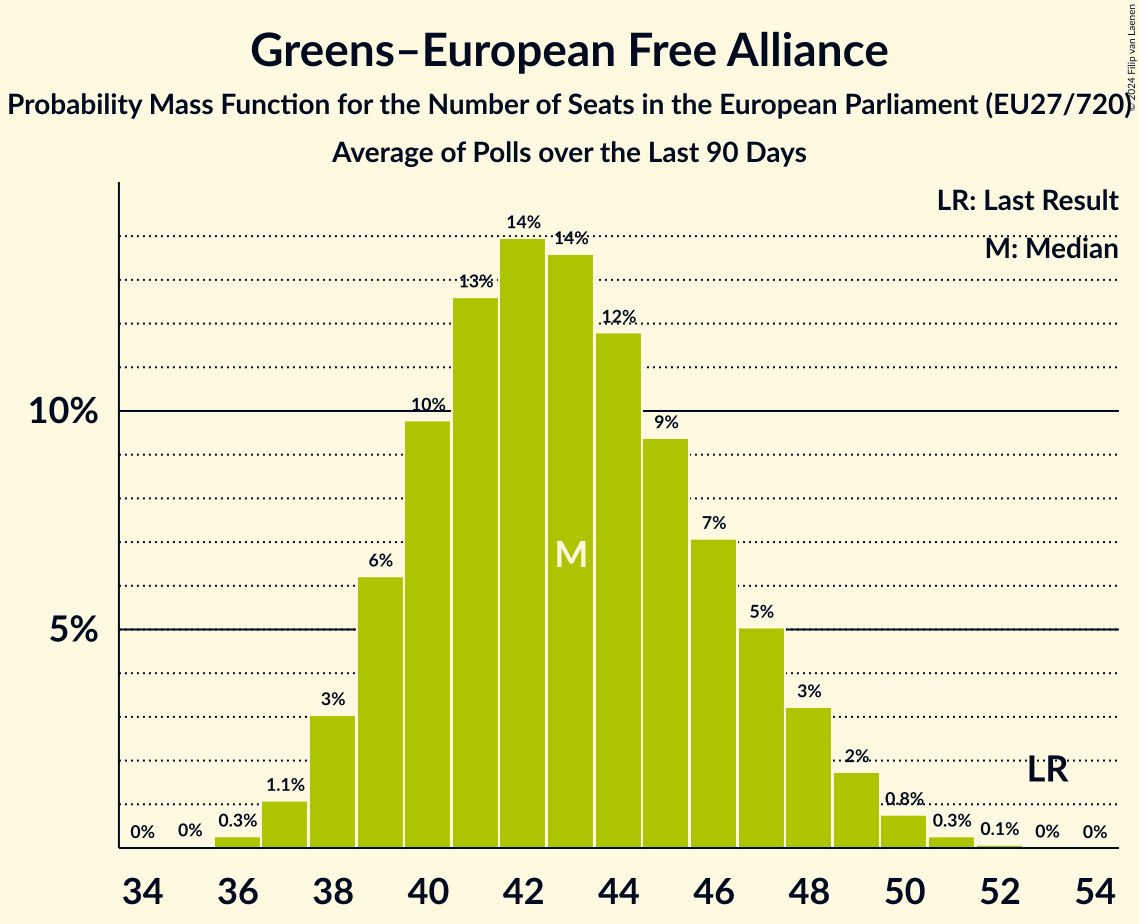 Greens–European Free Alliance
Probability Mass Function for the Number of Seats in the European Parliament (EU27/720)
Average of Polls over the Last 90 Days
© 2024 Filip van Laenen
LR: Last Result
M: Median
10%
5%
0%
0%
0.3%
1.1%
3%
6%
10%
13%
14%
14%
12%
9%
7%
5%
3%
2%
0.8%
0.3%
0.1%
0%
0%
M
LR
34 36 38 40 42 44 46 48 50 52 54